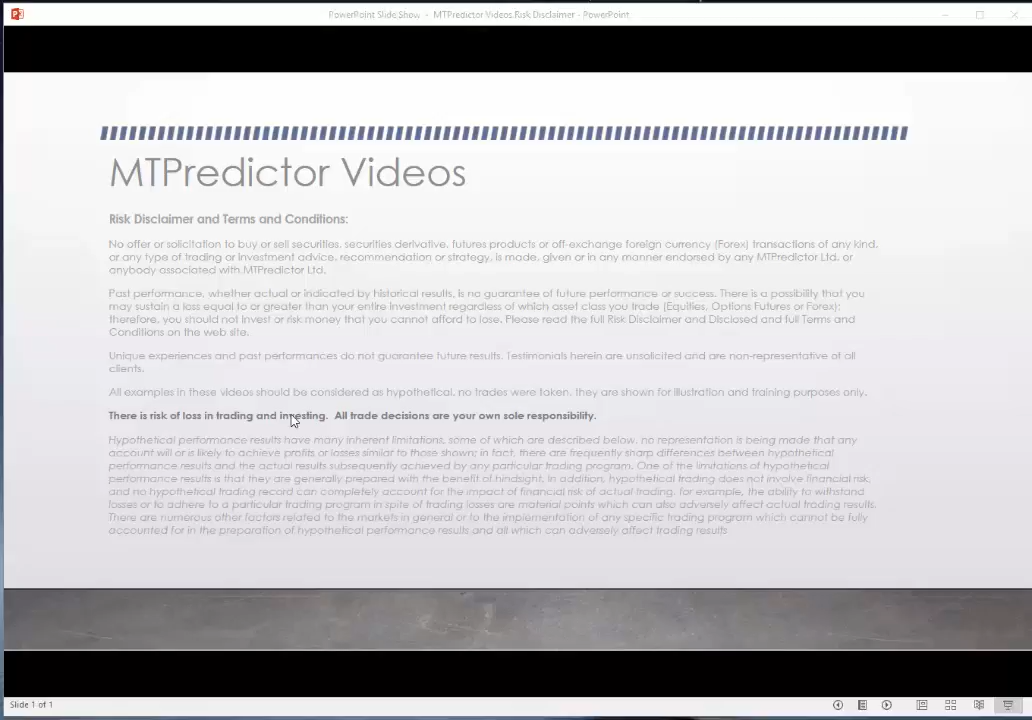 PowerPoint Slide Show - MTPredictor Videos Risk Disclaimer - PowerPoint
MTPredictor Videos
Risk Disclaimer and Terms and Conditions:
No offer or solicitation to buy or sell securities, securities derivative, futures products or off-exchange foreign currency (Forex) transactions of any kind,
or any type of trading or investment advice, recommendation or strategy, is made, given or in any manner endorsed by any MTPredictor Ltd. or
anybody associated with MTPredictor Ltd.
Past performance, whether actual or indicated by historical results, is no guarantee of future performance or success. There is a possibility that you
may sustain a loss equal to or greater than your entire investment regardless of which asset class you trade (Equities, Options Futures or Forex);
therefore, you should not invest or risk money that you cannot afford to lose. Please read the full Risk Disclaimer and Disclosed and full Terms and
Conditions on the web site.
Unique experiences and past performances do not guarantee future results. Testimonials herein are unsolicited and are non-representative of all
clients.
All examples in these videos should be considered as hypothetical, no trades were taken, they are shown for illustration and training purposes only.
There is risk of loss in trading and investing. All trade decisions are your own sole responsibility.
Hypothetical performance results have many inherent limitations, some of which are described below, no representation is being made that any
account will or is likely to achieve profits or losses similar to those shown; in fact, there are frequently sharp differences between hypothetical
performance results and the actual results subsequently achieved by any particular trading program. One of the limitations of hypothetical
performance results is that they are generally prepared with the benefit of hindsight. In addition, hypothetical trading does not involve financial risk,
and no hypothetical trading record can completely account for the impact of financial risk of actual trading. for example, the ability to withstand
losses or to adhere to a particular trading program in spite of trading losses are material points which can also adversely affect actual trading results.
There are numerous other factors related to the markets in general or to the implementation of any specific trading program which cannot be fully
accounted for in the preparation of hypothetical performance results and all which can adversely affect trading results
Slide 1 of 1